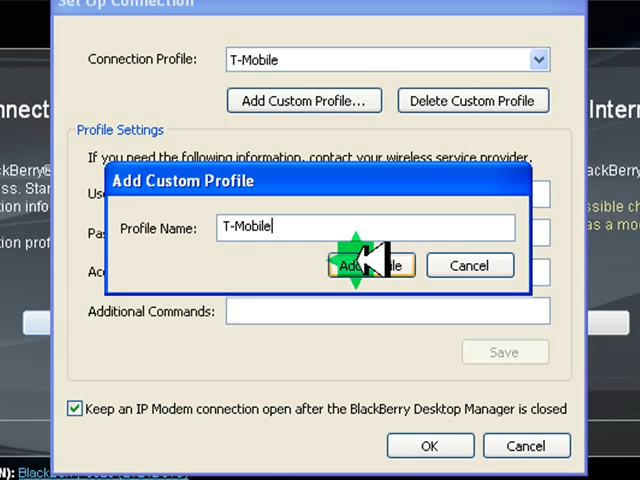 Set Up Connection
Connection Profile: T-Mobile
Add Custom Profile... Delete Custom Profile
Profile Settings
If you need the following information, contact your wireless service provider.
Add Custom Profile
Profile Name: T-Mobile
Cancel
Additional Commands:
Save
Keep an IP Modem connection open after the BlackBerry Desktop Manager is closed
OK Cancel